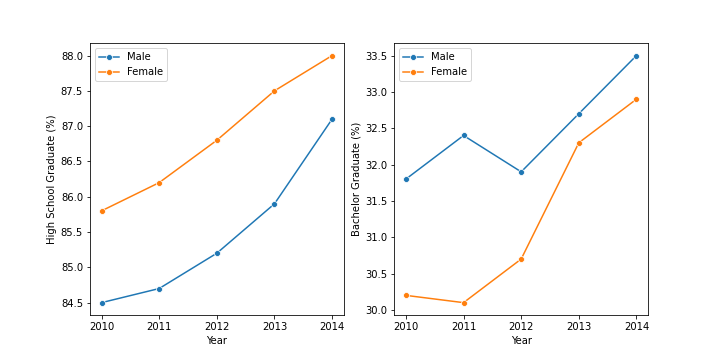 Male
Female
88.0
87.5
87.0
86.5
86.0
85.5
85.0
84.5
High School Graduate (%)
2010 2011 2012 2013 2014
Year
Male
Female
33.5
33.0
32.5
32.0
31.5
31.0
30.5
30.0
Bachelor Graduate (%)
2010 2011 2012 2013 2014
Year